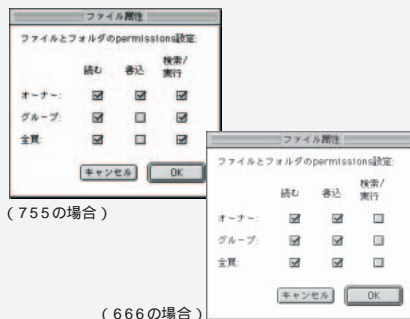 ファイル属性
ファイルとフォルダのpermissions設定:
読む 書込 検索/
実行
オーナー:
グループ:
全員:
キャンセル OK
(755の場合)
ファイル属性
ファイルとフォルダのpermissions設定:
読む 書込 検索/
実行
オーナー:
グループ:
全員:
キャンセル OK
(666の場合)